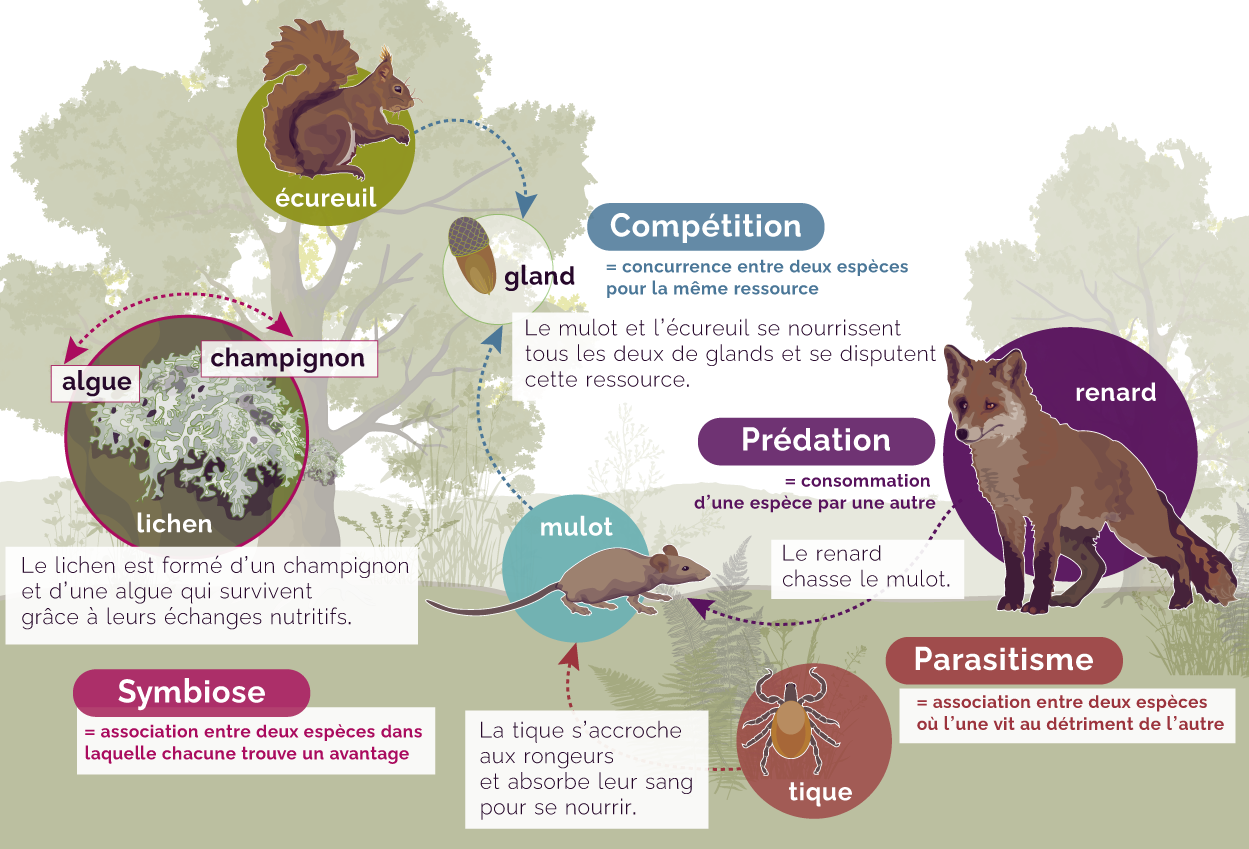 écureuil
gland
Compétition
= concurrence entre deux espèces
pour la même ressource
Le mulot et l'écureuil se nourrissent
tous les deux de glands et se disputent
cette ressource.
champignon
algue
lichen
Le lichen est formé d'un champignon
et d'une algue qui survivent
grâce à leurs échanges nutritifs.
Symbiose
= association entre deux espèces dans
laquelle chacune trouve un avantage
renard
Prédation
= consommation
d'une espèce par une autre
Le renard
chasse le mulot.
mulot
Parasitisme
= association entre deux espèces
où l'une vit au détriment de l'autre
La tique s'accroche
aux rongeurs
et absorbe leur sang
pour se nourrir.
tique